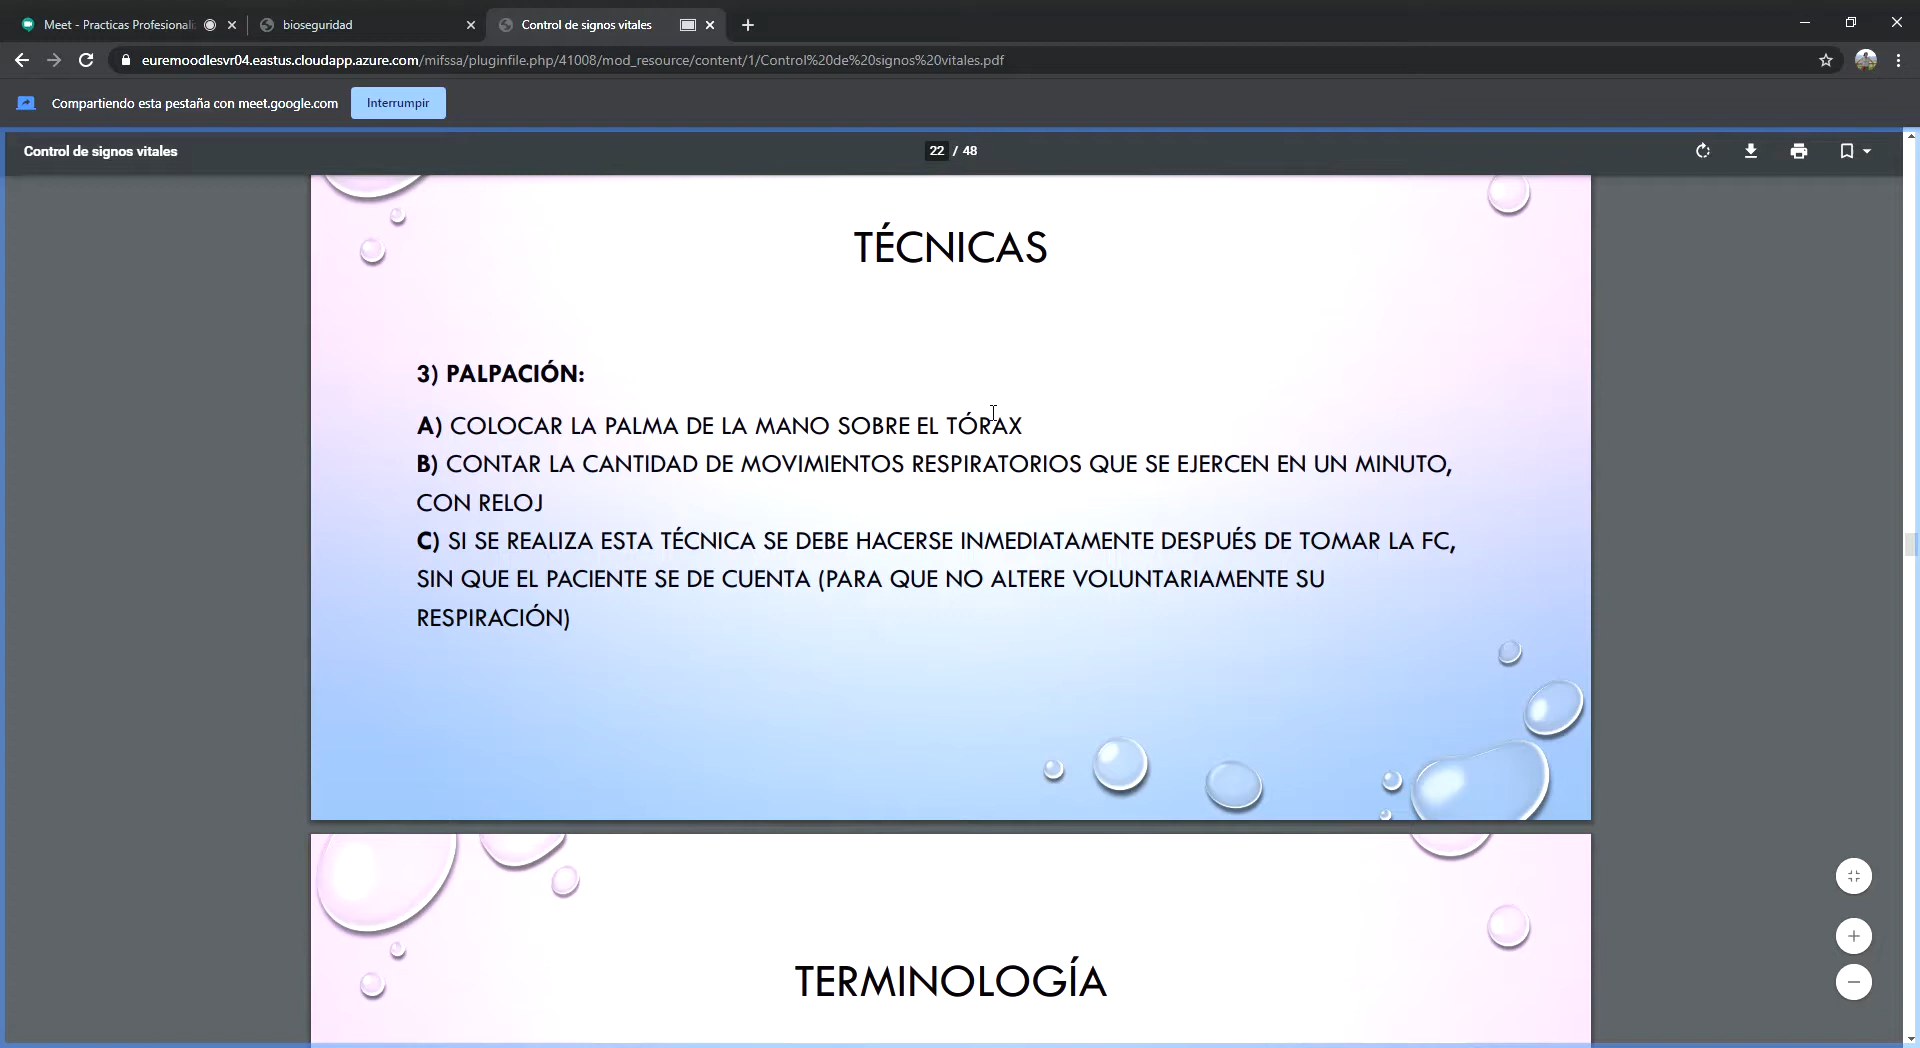 Meet - Practicas Profesionali
bioseguridad
Control de signos vitales
euremoodlesvr04.eastus.cloudapp.azure.com/mifssa/pluginfile.php/41008/mod_resource/content/1/Control%20de%20signos%20vitales.pdf
Compartiendo esta pestaña con meet.google.com
Interrumpir
Control de signos vitales
22 / 48
TÉCNICAS
3) PALPACIÓN:
A) COLOCAR LA PALMA DE LA MANO SOBRE EL TÓRAX
B) CONTAR LA CANTIDAD DE MOVIMIENTOS RESPIRATORIOS QUE SE EJERCEN EN UN MINUTO,
CON RELOJ
C) SI SE REALIZA ESTA TÉCNICA SE DEBE HACERSE INMEDIATAMENTE DESPUÉS DE TOMAR LA FC,
SIN QUE EL PACIENTE SE DE CUENTA (PARA QUE NO ALTERE VOLUNTARIAMENTE SU
RESPIRACIÓN)
TERMINOLOGÍA